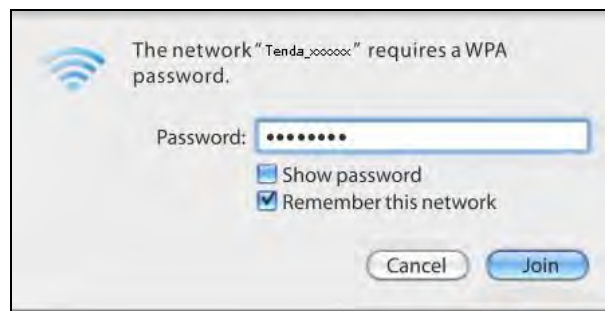 The network “Tenda_xxxxxx” requires a WPA
password.
Password: ••••••••
Show password
Remember this network
Cancel Join